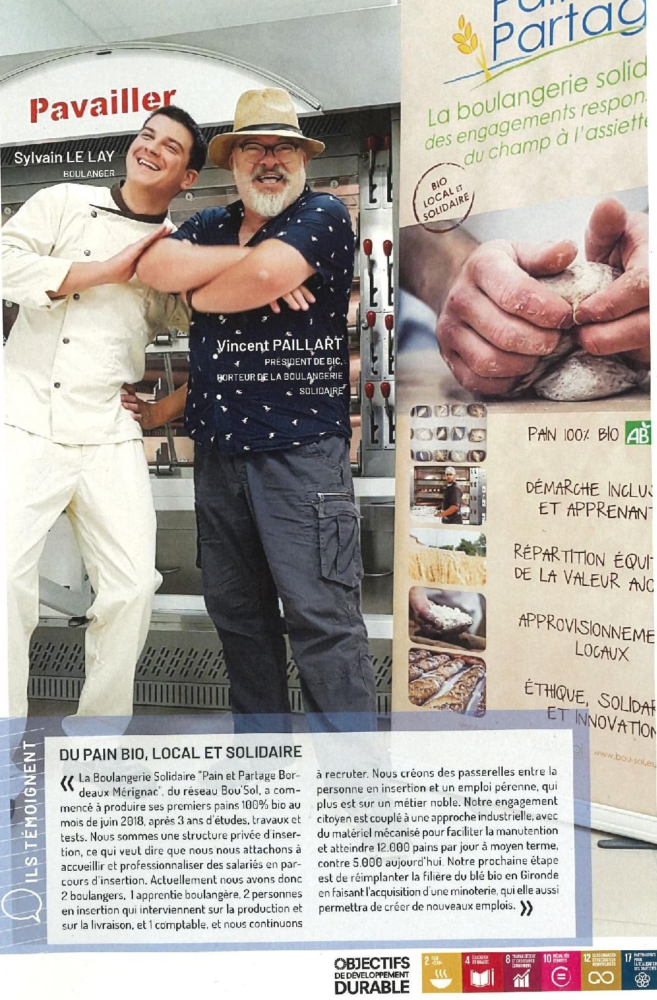 Partag
La boulangerie solid
des engagements respon
du champ à l'assiette
BIO
LOCAL ET
SOLIDAIRE
Pavailler
Sylvain LE LAY
BOULANGER
Vincent PAILLART
PRÉSIDENT DE BIC,
PORTEUR DE LA BOULANGERIE
SOLIDAIRE
PAIN 100% BIO AB
DÉMARCHE INCLUS
ET APPRENANT
RÉPARTITION ÉQUIT
DE LA VALEUR AJO
APPROVISIONNEME
LOCAUX
ÉTHIQUE, SOLIDAR
ET INNOVATION
www.bou-sol.eu
ILS TÉMOIGNENT
DU PAIN BIO, LOCAL ET SOLIDAIRE
« La Boulangerie Solidaire "Pain et Partage Bor-
deaux Mérignac", du réseau Bou'Sol, a com-
mencé à produire ses premiers pains 100% bio au
mois de juin 2018, après 3 ans d'études, travaux et
tests. Nous sommes une structure privée d'inser-
tion, ce qui veut dire que nous nous attachons à
accueillir et professionnaliser des salariés en par-
cours d'insertion. Actuellement nous avons donc
2 boulangers, 1 apprentie boulangère, 2 personnes
en insertion qui interviennent sur la production et
sur la livraison, et 1 comptable, et nous continuons
à recruter. Nous créons des passerelles entre la
personne en insertion et un emploi pérenne, qui
plus est sur un métier noble. Notre engagement
citoyen est couplé à une approche industrielle, avec
du matériel mécanisé pour faciliter la manutention
et atteindre 12.000 pains par jour à moyen terme,
contre 5.000 aujourd'hui. Notre prochaine étape
est de réimplanter la filière du blé bio en Gironde
en faisant l'acquisition d'une minoterie, qui elle aussi
permettra de créer de nouveaux emplois. »
OBJECTIFS
DE DÉVELOPPEMENT
DURABLE
2 FAIM «ZÉRO»
4 ÉDUCATION DE QUALITÉ
8 TRAVAIL DÉCENT ET CROISSANCE ÉCONOMIQUE
10 INÉGALITÉS RÉDUITES
12 CONSOMMATION ET PRODUCTION RESPONSABLES
17 PARTENARIATS POUR LA RÉALISATION DES OBJECTIFS